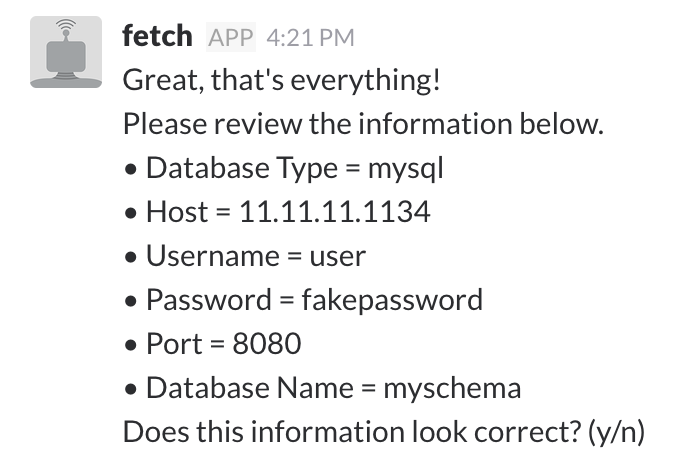 fetch APP 4:21 PM
Great, that's everything!
Please review the information below.
• Database Type = mysql
• Host = 11.11.11.1134
• Username = user
• Password = fakepassword
• Port = 8080
• Database Name = myschema
Does this information look correct? (y/n)